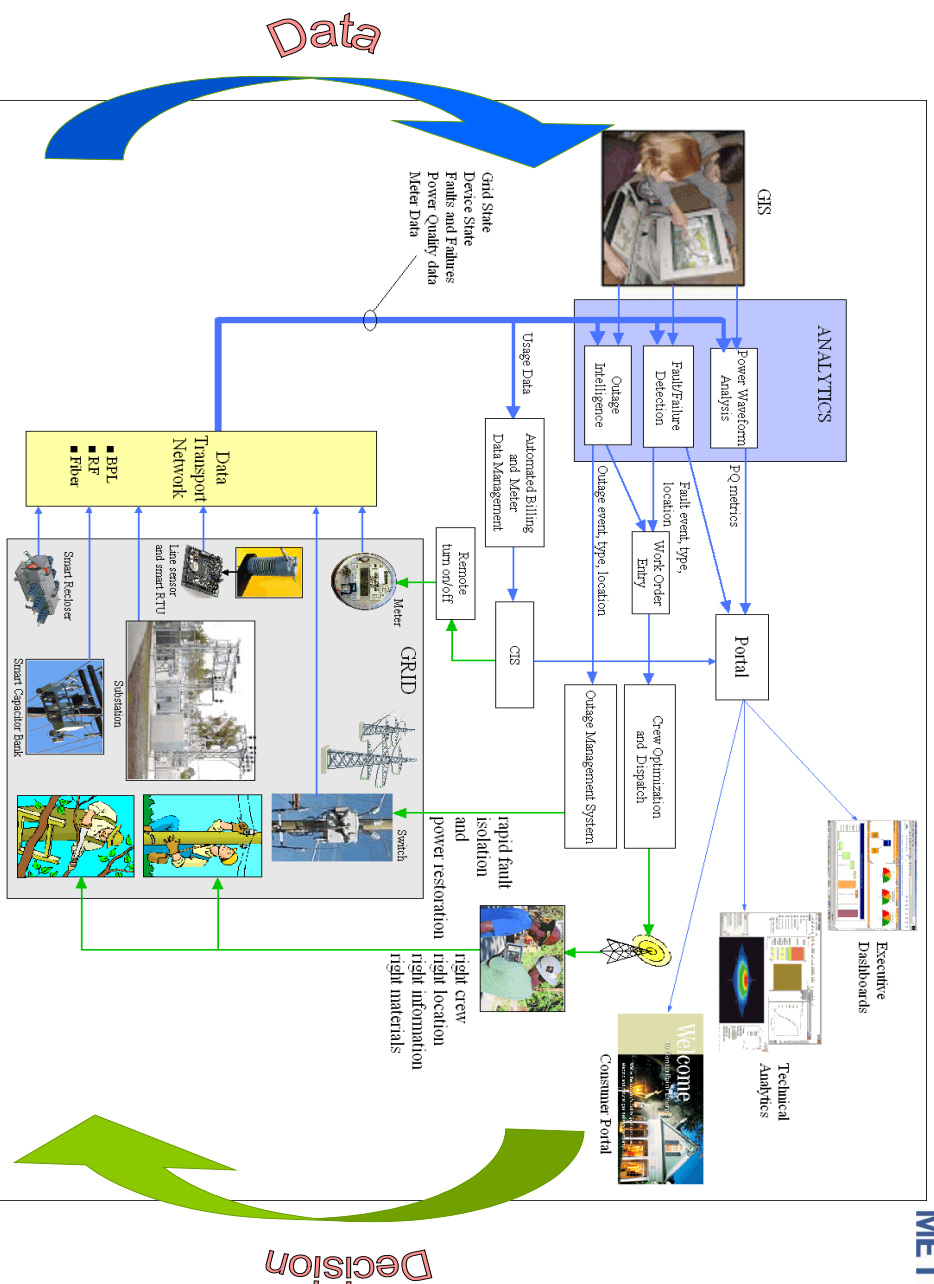 Data
GIS
ANALYTICS
Power Waveform
Analysis
Fault/Failure
Detection
Outage
Intelligence
PQ metrics
Fault event, type,
location
Outage event, type, location
Work Order
Entry
Portal
Executive
Dashboards
Technical
Analytics
Welcome
Consumer Portal
Grid State
Device State
Faults and Failures
Power Quality data
Meter Data
Usage Data
Automated Billing
and Meter
Data Management
CIS
Remote
turn on/off
Crew Optimization
and Dispatch
Outage Management System
rapid fault
isolation
and
power restoration
right crew
right location
right information
right materials
Data
Transport
Network
■ BPL
■ RF
■ Fiber
GRID
Meter
Switch
Line sensor
and smart RTU
Substation
Smart Recloser
Smart Capacitor Bank
Decision